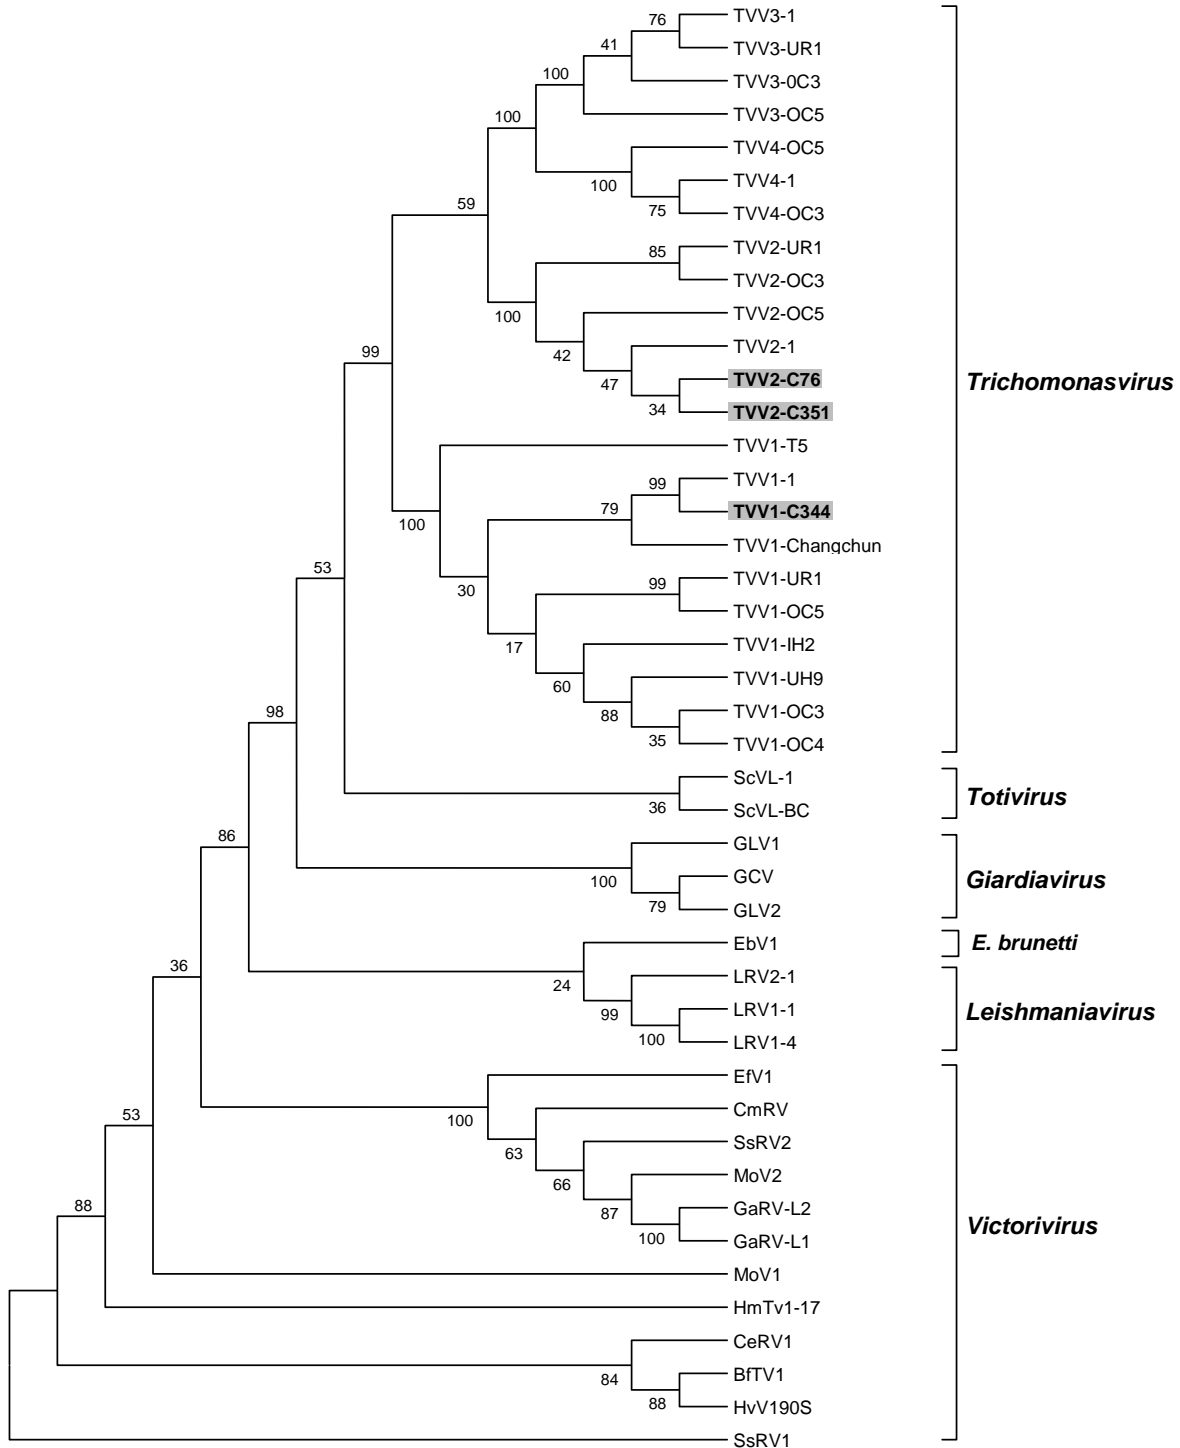 76
TVV3-1
TVV3-UR1
41
TVV3-0C3
100
TVV3-OC5
100
TVV4-OC5
100
TVV4-1
75
TVV4-OC3
59
85
TVV2-UR1
TVV2-OC3
100
TVV2-OC5
42
TVV2-1
47
TVV2-C76
34
TVV2-C351
99
TVV1-T5
100
99
TVV1-1
79
TVV1-C344
TVV1-Changchun
30
99
TVV1-UR1
TVV1-OC5
17
TVV1-IH2
60
TVV1-UH9
88
TVV1-OC3
35
TVV1-OC4
Trichomonasvirus
53
ScVL-1
36
ScVL-BC
Totivirus
98
GLV1
100
GCV
79
GLV2
Giardiavirus
86
EbV1
E. brunetti
24
LRV2-1
99
LRV1-1
100
LRV1-4
Leishmaniavirus
36
EfV1
100
CmRV
63
SsRV2
66
MoV2
87
GaRV-L2
100
GaRV-L1
53
MoV1
88
HmTv1-17
CeRV1
84
BfTV1
88
HvV190S
SsRV1
Victorivirus